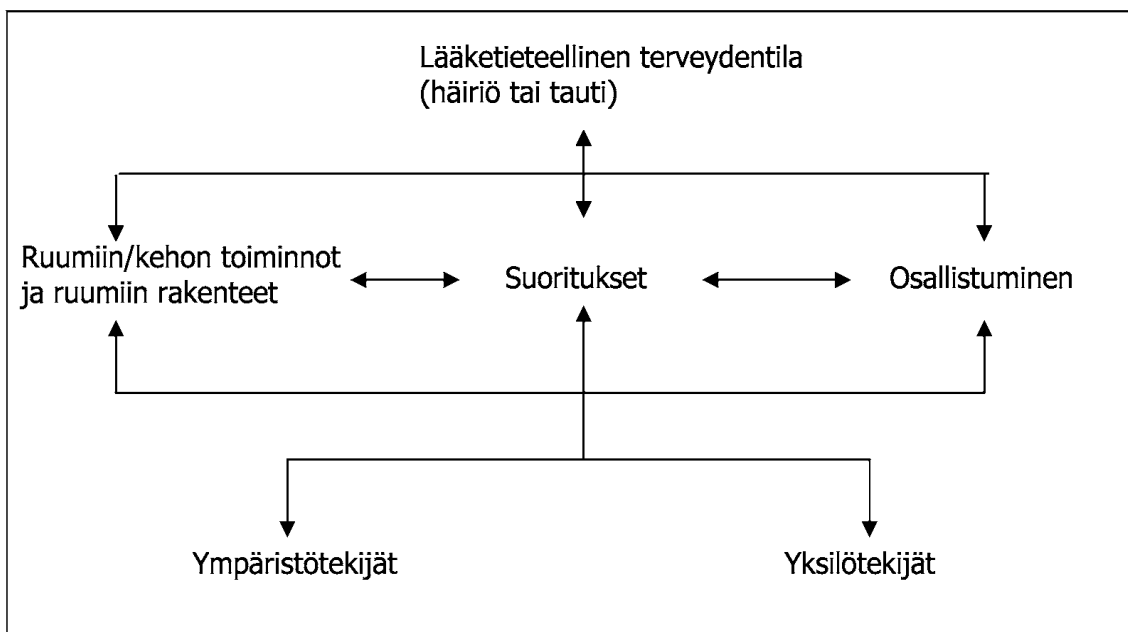 Lääketieteellinen terveydentila
(häiriö tai tauti)
Ruumiin/kehon toiminnot
ja ruumiin rakenteet
Suoritukset
Osallistuminen
Ympäristötekijät
Yksilötekijät